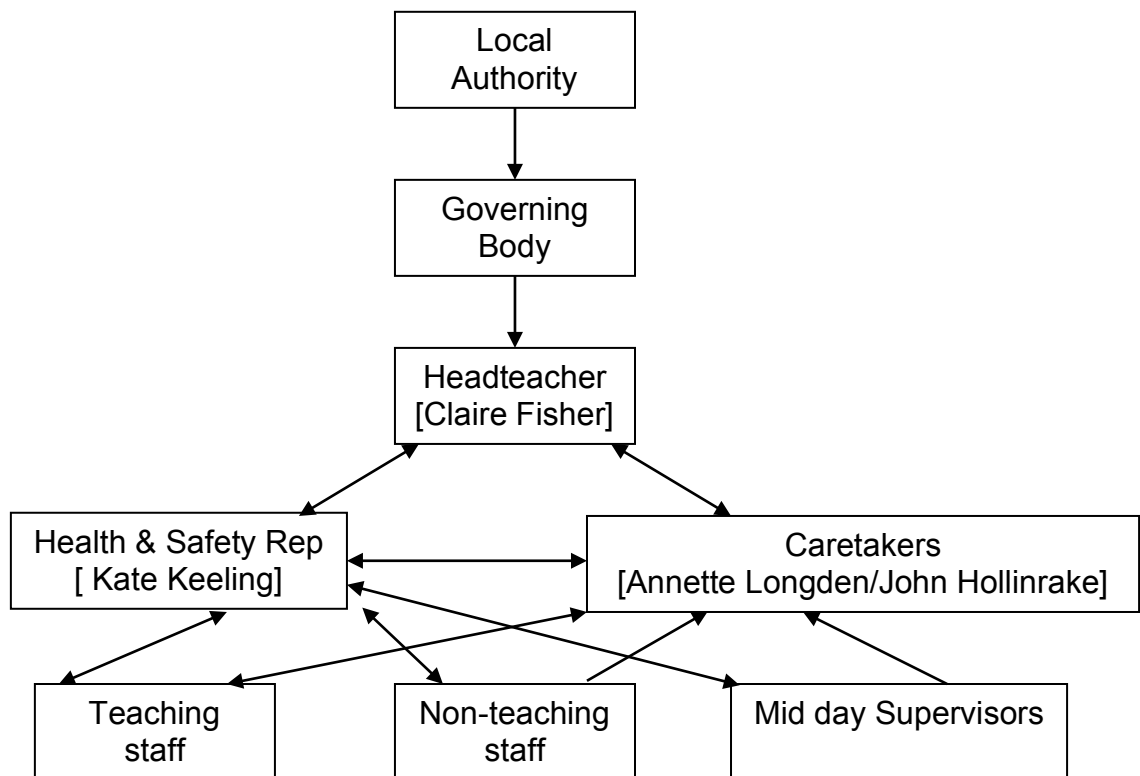 Local
Authority
Governing
Body
Headteacher
[Claire Fisher]
Health & Safety Rep
[ Kate Keeling]
Caretakers
[Annette Longden/John Hollinrake]
Teaching
staff
Non-teaching
staff
Mid day Supervisors